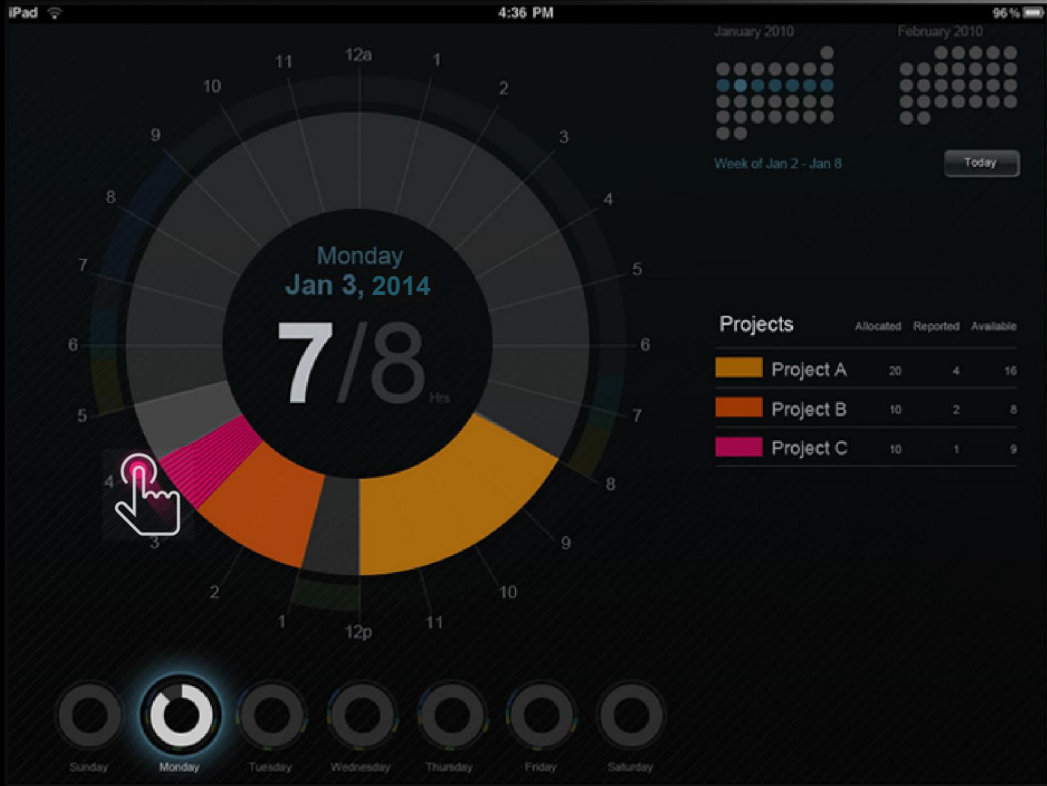 iPad 4:36 PM 96%
January 2010 February 2010
Week of Jan 2 - Jan 8 Today
12a
1
2
3
4
5
6
7
8
9
10
11
12p
1
2
3
4
5
6
7
8
9
10
11
Monday
Jan 3, 2014
7/8 Hrs
Projects Allocated Reported Available
Project A 20 4 16
Project B 10 2 8
Project C 10 1 9
Sunday Monday Tuesday Wednesday Thursday Friday Saturday